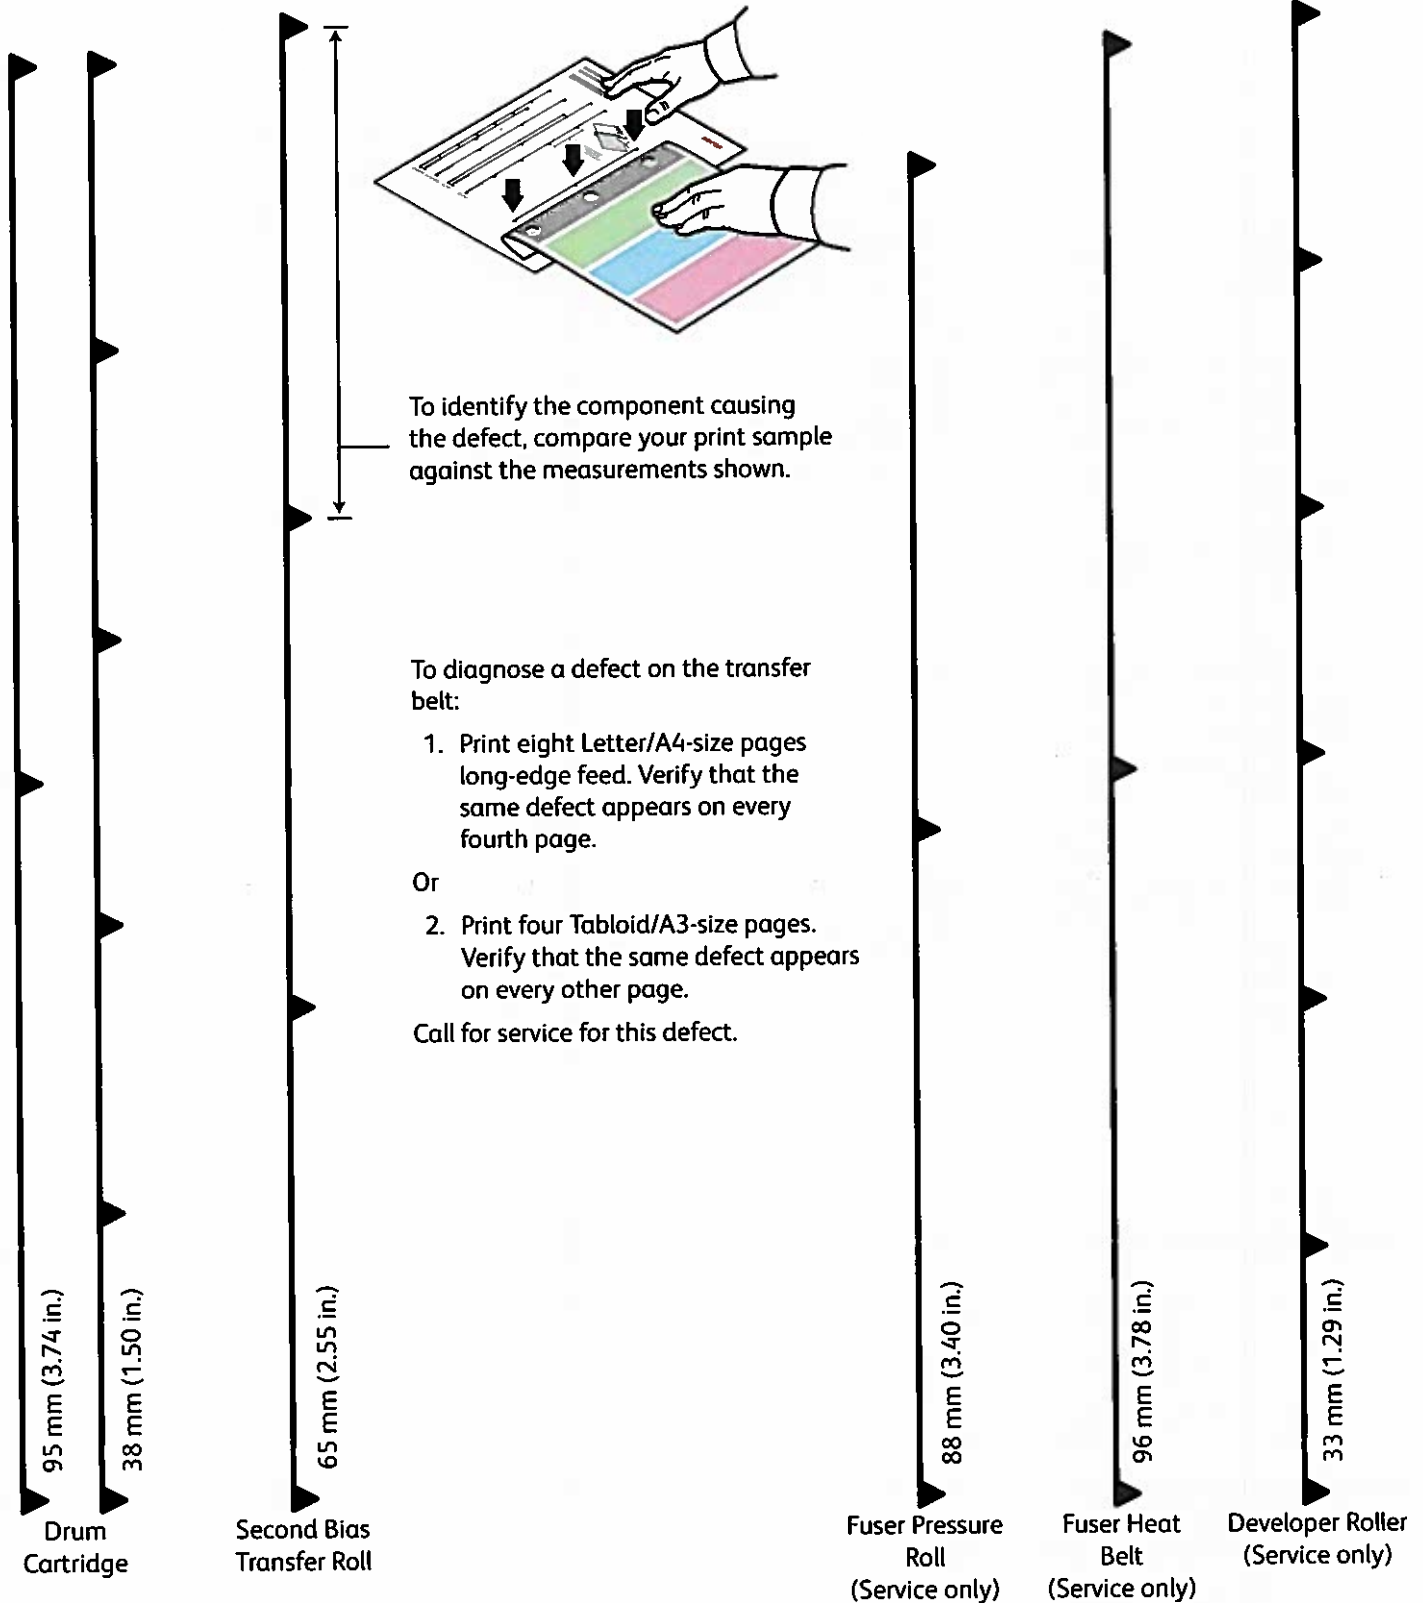 To identify the component causing
the defect, compare your print sample
against the measurements shown.
To diagnose a defect on the transfer
belt:
1. Print eight Letter/A4-size pages
long-edge feed. Verify that the
same defect appears on every
fourth page.
Or
2. Print four Tabloid/A3-size pages.
Verify that the same defect appears
on every other page.
Call for service for this defect.
95 mm (3.74 in.)
38 mm (1.50 in.)
65 mm (2.55 in.)
88 mm (3.40 in.)
96 mm (3.78 in.)
33 mm (1.29 in.)
Drum
Cartridge
Second Bias
Transfer Roll
Fuser Pressure
Roll
(Service only)
Fuser Heat
Belt
(Service only)
Developer Roller
(Service only)